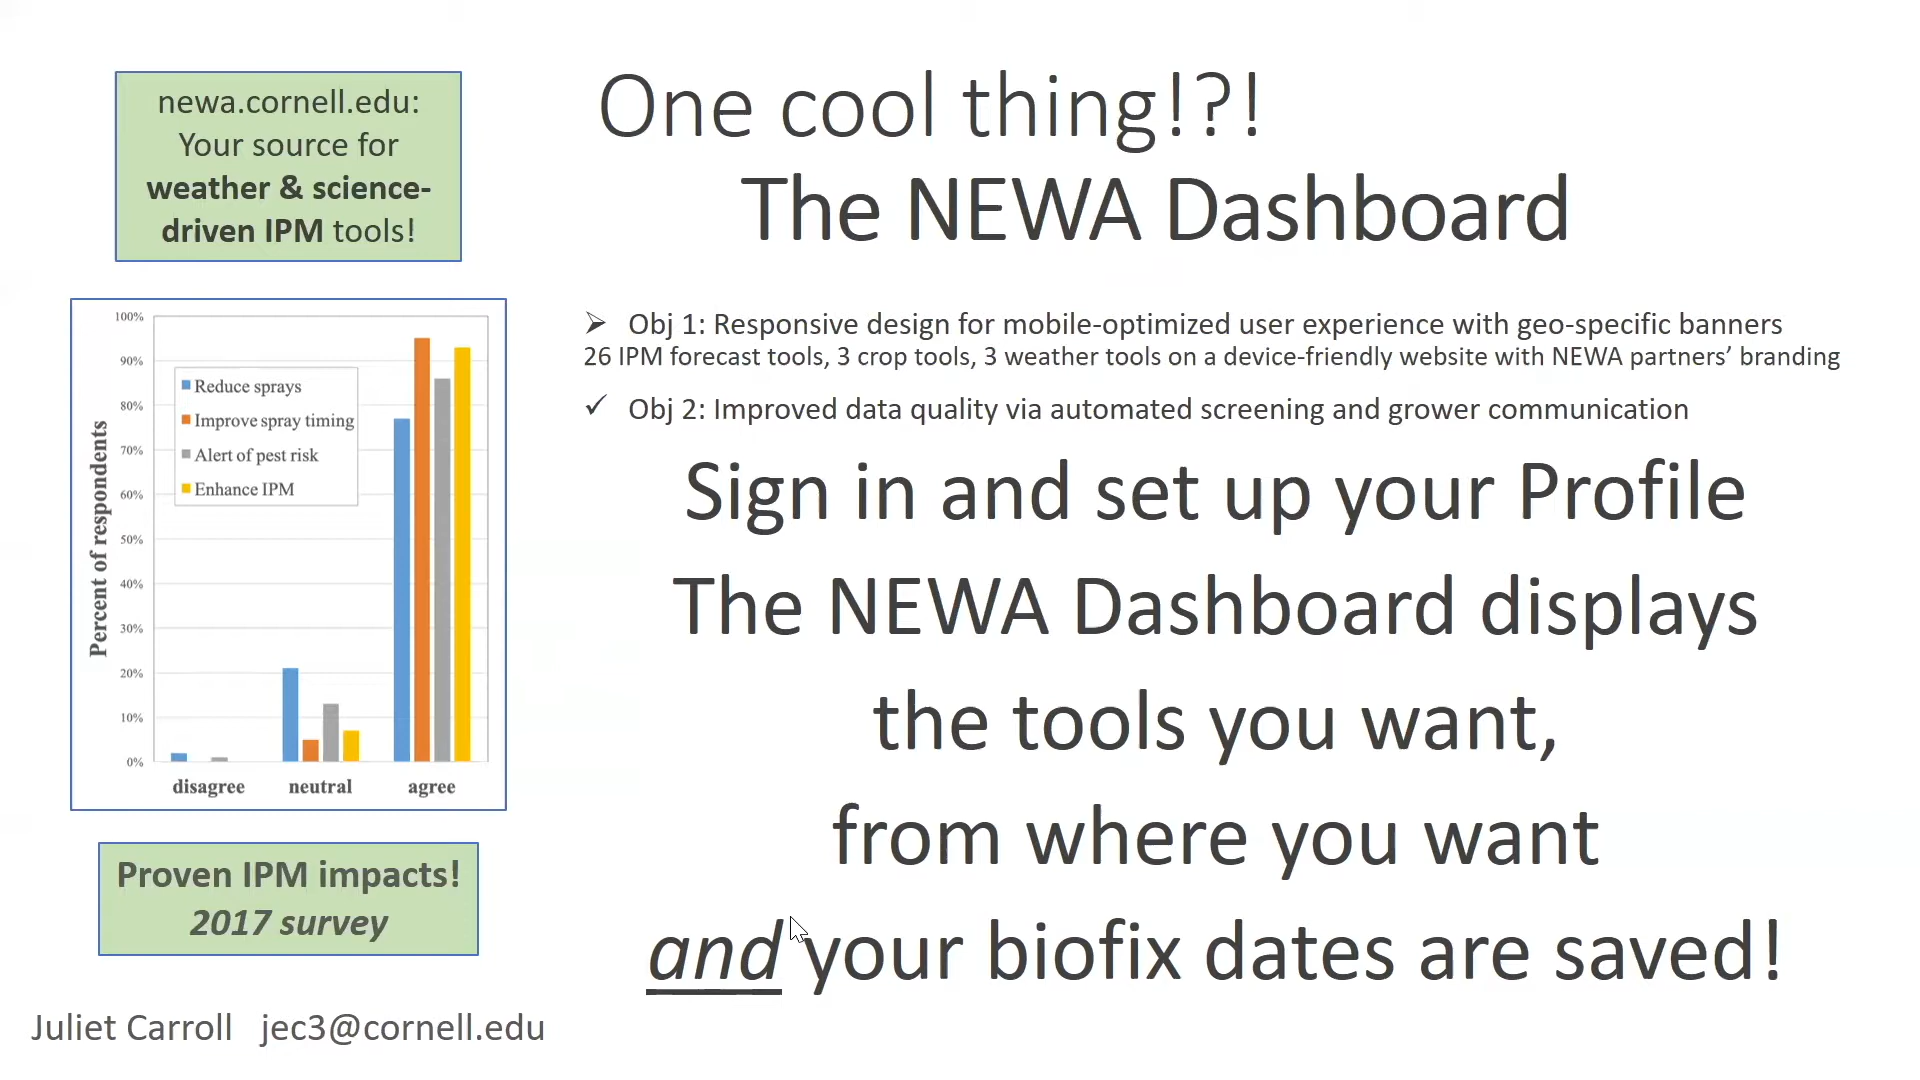 newa.cornell.edu:
Your source for
weather & science-
driven IPM tools!
100%
90%
80%
70%
60%
50%
40%
30%
20%
10%
0%
Percent of respondents
Reduce sprays
Improve spray timing
Alert of pest risk
Enhance IPM
disagree neutral agree
Proven IPM impacts!
2017 survey
Juliet Carroll jec3@cornell.edu
One cool thing!?!
The NEWA Dashboard
➢ Obj 1: Responsive design for mobile-optimized user experience with geo-specific banners
26 IPM forecast tools, 3 crop tools, 3 weather tools on a device-friendly website with NEWA partners’ branding
✓ Obj 2: Improved data quality via automated screening and grower communication
Sign in and set up your Profile
The NEWA Dashboard displays
the tools you want,
from where you want
and your biofix dates are saved!